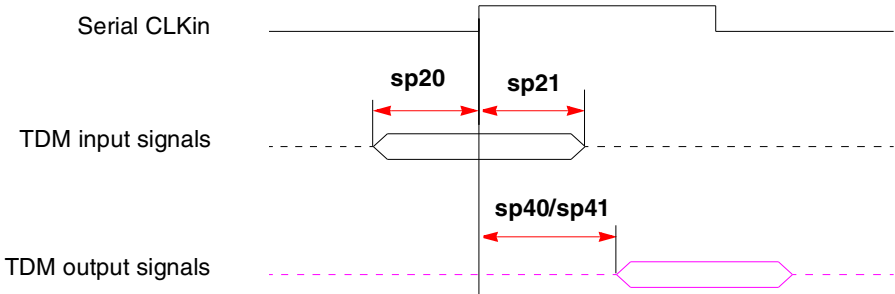 Serial CLKin
sp20
sp21
TDM input signals
sp40/sp41
TDM output signals